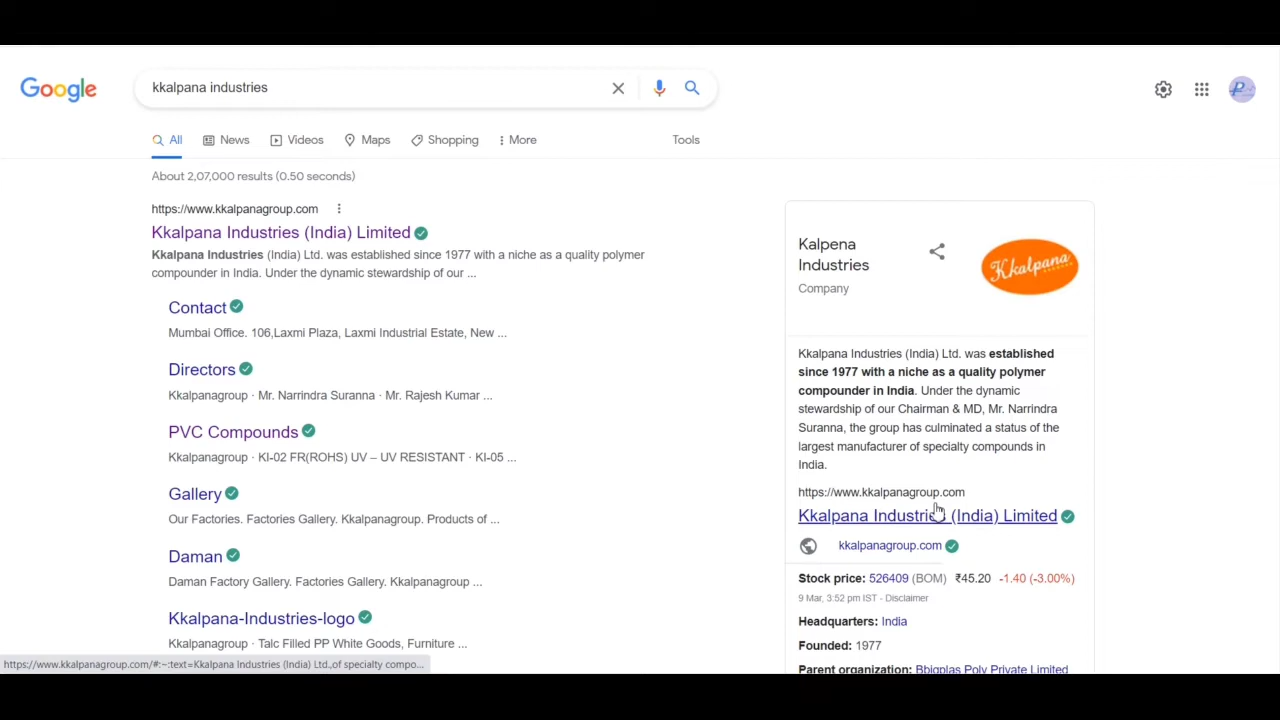 Google
kkalpana industries
All
News
Videos
Maps
Shopping
More
Tools
About 2,07,000 results (0.50 seconds)
https://www.kkalpanagroup.com
Kkalpana Industries (India) Limited
Kkalpana Industries (India) Ltd. was established since 1977 with a niche as a quality polymer
compounder in India. Under the dynamic stewardship of our ...
Contact
Mumbai Office. 106,Laxmi Plaza, Laxmi Industrial Estate, New ...
Directors
Kkalpanagroup · Mr. Narrindra Suranna · Mr. Rajesh Kumar ...
PVC Compounds
Kkalpanagroup · KI-02 FR(ROHS) UV – UV RESISTANT · KI-05 ...
Gallery
Our Factories. Factories Gallery. Kkalpanagroup. Products of ...
Daman
Daman Factory Gallery. Factories Gallery. Kkalpanagroup ...
Kkalpana-Industries-logo
Kkalpanagroup · Talc Filled PP White Goods, Furniture ...
https://www.kkalpanagroup.com/#:~:text=Kkalpana Industries (India) Ltd.,of specialty compo...
Kalpena
Industries
Company
Kkalpana
Kkalpana Industries (India) Ltd. was established
since 1977 with a niche as a quality polymer
compounder in India. Under the dynamic
stewardship of our Chairman & MD, Mr. Narrindra
Suranna, the group has culminated a status of the
largest manufacturer of specialty compounds in
India.
https://www.kkalpanagroup.com
Kkalpana Industries (India) Limited
kkalpanagroup.com
Stock price: 526409 (BOM) ₹45.20 -1.40 (-3.00%)
9 Mar, 3:52 pm IST - Disclaimer
Headquarters: India
Founded: 1977
Parent organization: Bbigplas Poly Private Limited